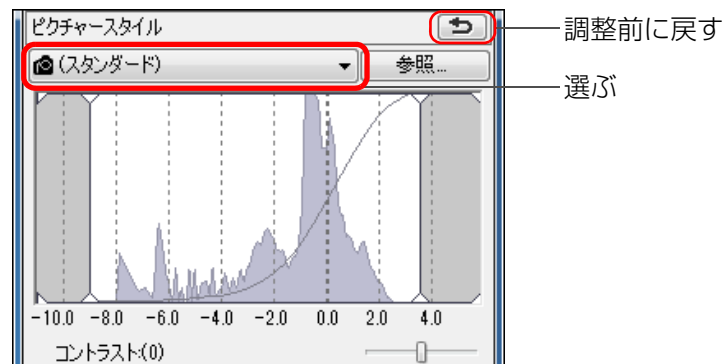 ピクチャースタイル
調整前に戻す
(スタンダード)
参照...
選ぶ
-10.0 -8.0 -6.0 -4.0 -2.0 0.0 2.0 4.0
コントラスト:(0)